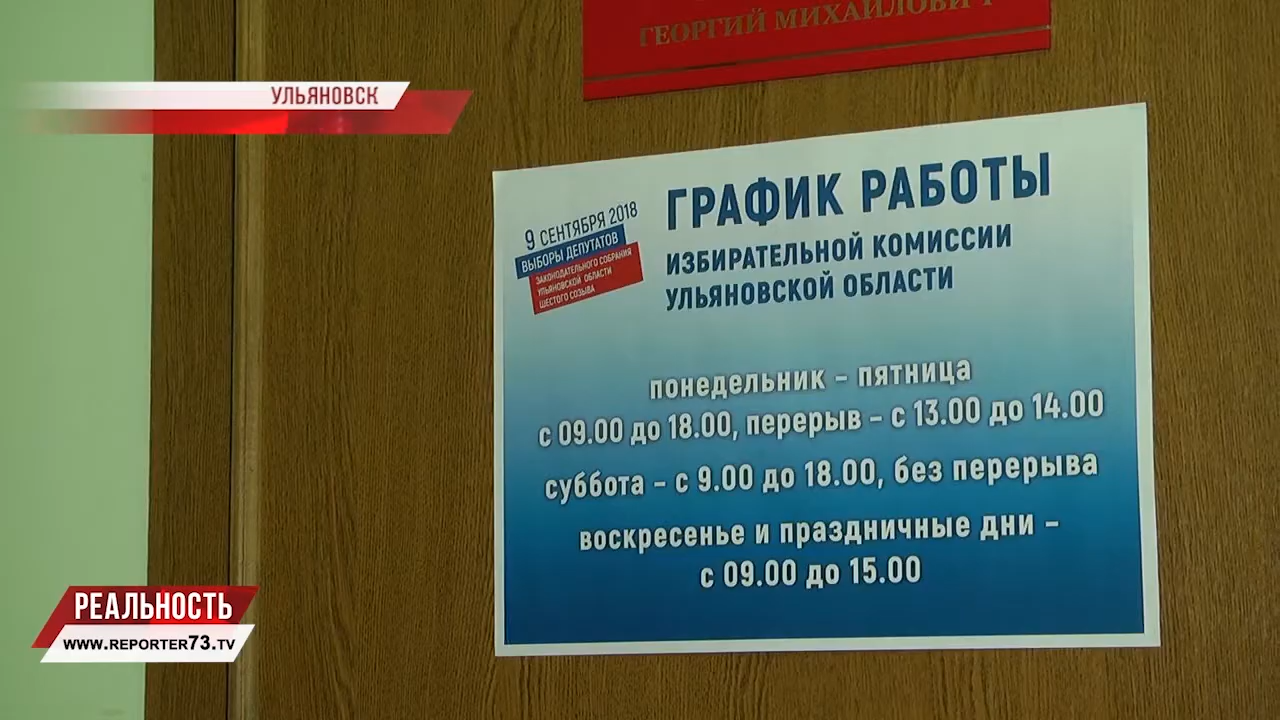 ГЕОРГИЙ МИХАЙЛОВИЧ
УЛЬЯНОВСК
9 СЕНТЯБРЯ 2018
ВЫБОРЫ ДЕПУТАТОВ
ЗАКОНОДАТЕЛЬНОГО СОБРАНИЯ
УЛЬЯНОВСКОЙ ОБЛАСТИ
ШЕСТОГО СОЗЫВА
ГРАФИК РАБОТЫ
ИЗБИРАТЕЛЬНОЙ КОМИССИИ
УЛЬЯНОВСКОЙ ОБЛАСТИ
понедельник – пятница
с 09.00 до 18.00, перерыв – с 13.00 до 14.00
суббота – с 9.00 до 18.00, без перерыва
воскресенье и праздничные дни –
с 09.00 до 15.00
РЕАЛЬНОСТЬ
www.reporter73.tv